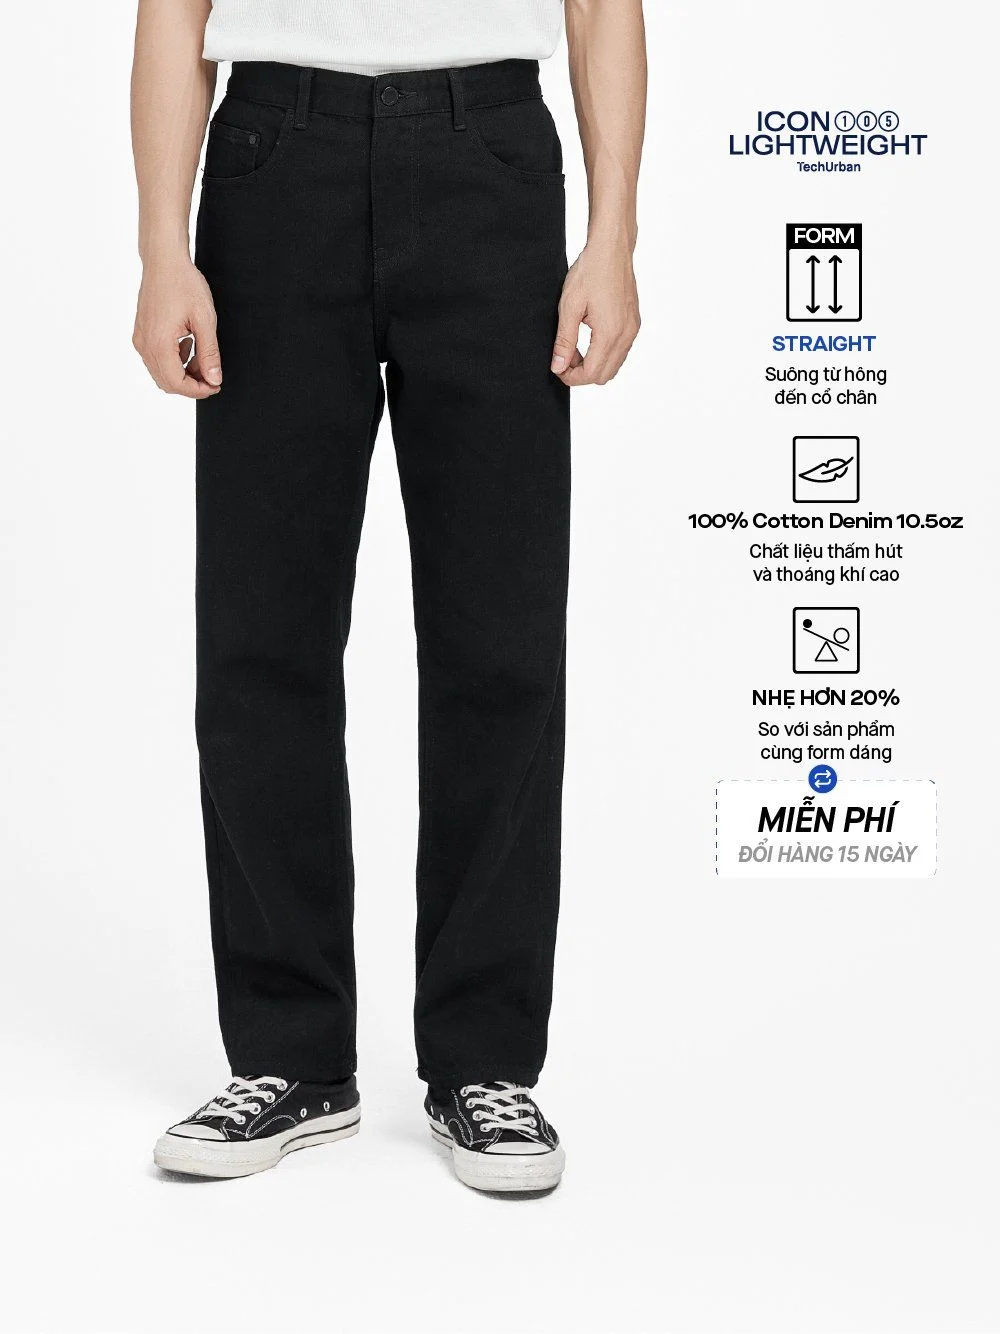 ICON ①⓪⑤
LIGHTWEIGHT
TechUrban
FORM
STRAIGHT
Suông từ hông
đến cổ chân
100% Cotton Denim 10.5oz
Chất liệu thấm hút
và thoáng khí cao
NHẸ HƠN 20%
So với sản phẩm
cùng form dáng
MIỄN PHÍ
ĐỔI HÀNG 15 NGÀY